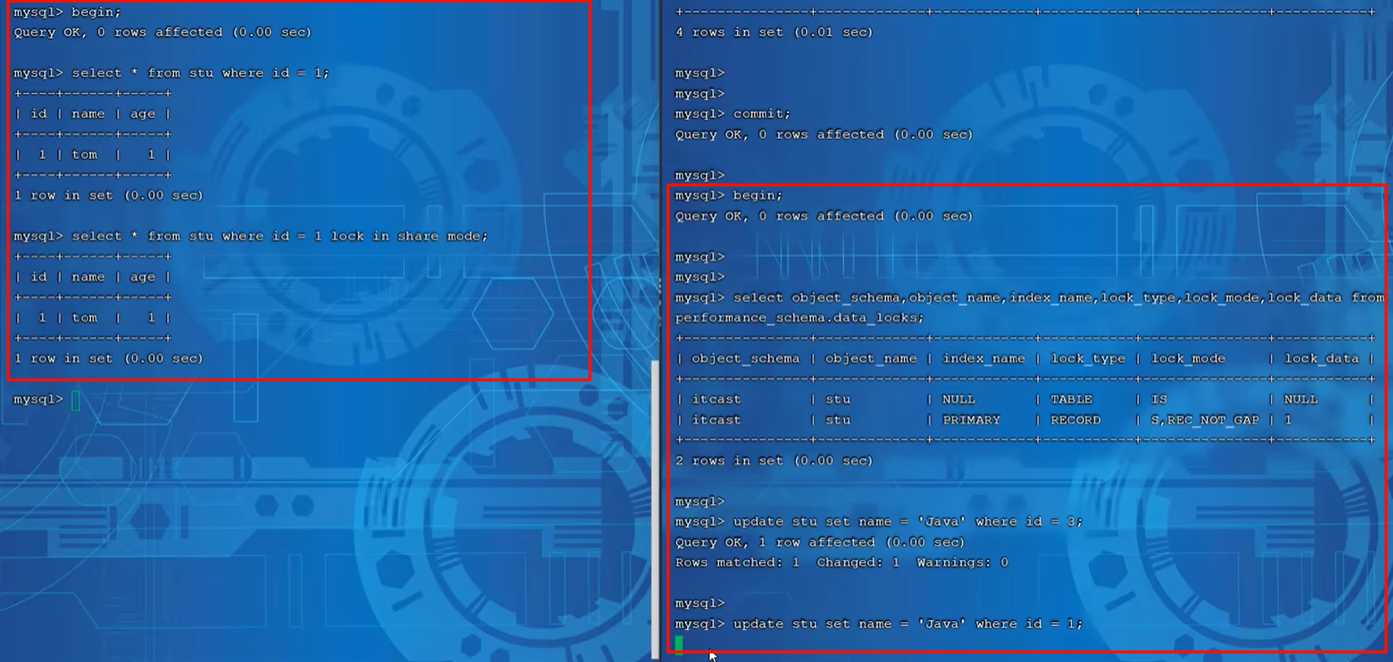 mysql> begin;
Query OK, 0 rows affected (0.00 sec)
mysql> select * from stu where id = 1;
+----+------+-----+
| id | name | age |
+----+------+-----+
|  1 | tom  |   1 |
+----+------+-----+
1 row in set (0.00 sec)
mysql> select * from stu where id = 1 lock in share mode;
+----+------+-----+
| id | name | age |
+----+------+-----+
|  1 | tom  |   1 |
+----+------+-----+
1 row in set (0.00 sec)
mysql>
+---------------+-------------+------------+-----------+---------------+-----------+
4 rows in set (0.01 sec)
mysql>
mysql>
mysql> commit;
Query OK, 0 rows affected (0.00 sec)
mysql>
mysql> begin;
Query OK, 0 rows affected (0.00 sec)
mysql>
mysql>
mysql> select object_schema,object_name,index_name,lock_type,lock_mode,lock_data from
performance_schema.data_locks;
+---------------+-------------+------------+-----------+---------------+-----------+
| object_schema | object_name | index_name | lock_type | lock_mode     | lock_data |
+---------------+-------------+------------+-----------+---------------+-----------+
| itcast        | stu         | NULL       | TABLE     | IS            | NULL      |
| itcast        | stu         | PRIMARY    | RECORD    | S,REC_NOT_GAP | 1         |
+---------------+-------------+------------+-----------+---------------+-----------+
2 rows in set (0.00 sec)
mysql>
mysql> update stu set name = 'Java' where id = 3;
Query OK, 1 row affected (0.00 sec)
Rows matched: 1  Changed: 1  Warnings: 0
mysql>
mysql> update stu set name = 'Java' where id = 1;